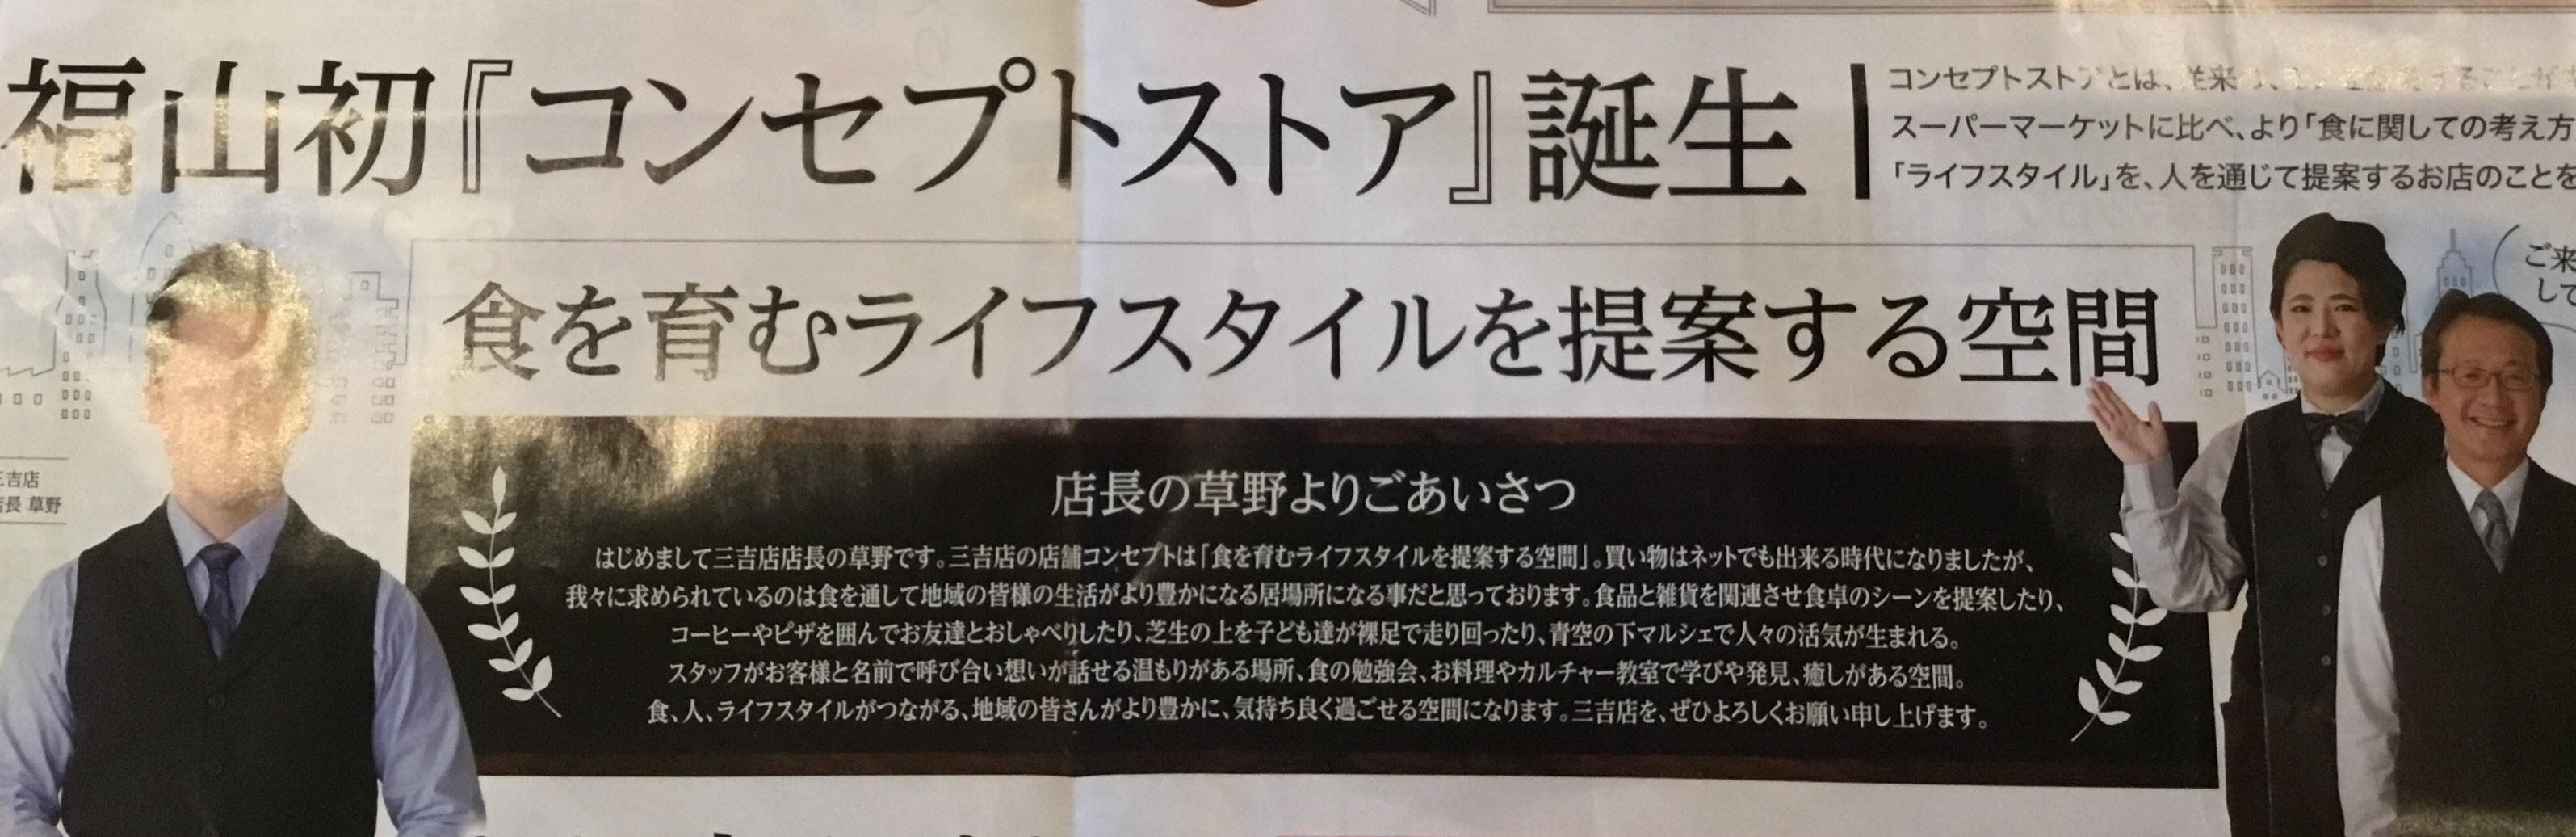 福山初『コンセプトストア』誕生
コンセプトストアとは、従来
スーパーマーケットに比べ、より「食に関しての考え方
「ライフスタイル」を、人を通じて提案するお店のことを
食を育むライフスタイルを提案する空間
ご来
して
三吉店
店長 草野
店長の草野よりごあいさつ
はじめまして三吉店店長の草野です。三吉店の店舗コンセプトは「食を育むライフスタイルを提案する空間」。買い物はネットでも出来る時代になりましたが、
我々に求められているのは食を通して地域の皆様の生活がより豊かになる居場所になる事だと思っております。食品と雑貨を関連させ食卓のシーンを提案したり、
コーヒーやピザを囲んでお友達とおしゃべりしたり、芝生の上を子ども達が裸足で走り回ったり、青空の下マルシェで人々の活気が生まれる。
スタッフがお客様と名前で呼び合い想いが話せる温もりがある場所、食の勉強会、お料理やカルチャー教室で学びや発見、癒しがある空間。
食、人、ライフスタイルがつながる、地域の皆さんがより豊かに、気持ち良く過ごせる空間になります。三吉店を、ぜひよろしくお願い申し上げます。